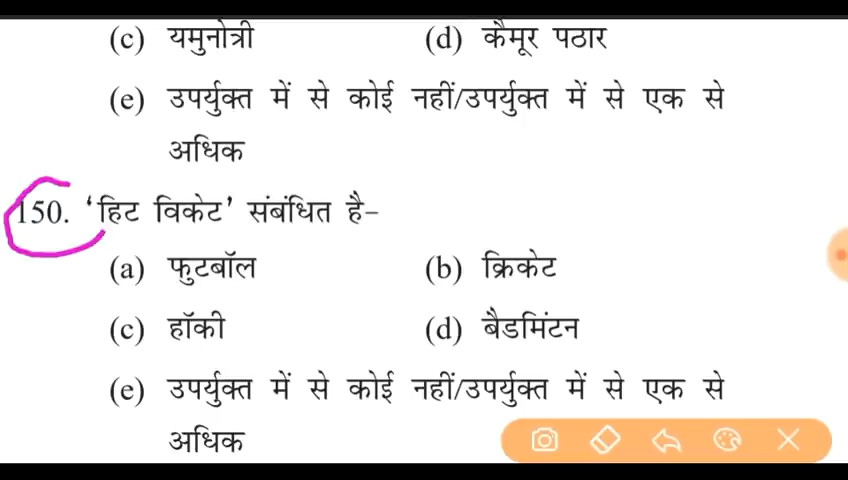 (c) यमुनोत्री (d) कैमूर पठार
(e) उपर्युक्त में से कोई नहीं/उपर्युक्त में से एक से
अधिक
150. ‘हिट विकेट’ संबंधित है–
(a) फुटबॉल (b) क्रिकेट
(c) हॉकी (d) बैडमिंटन
(e) उपर्युक्त में से कोई नहीं/उपर्युक्त में से एक से
अधिक